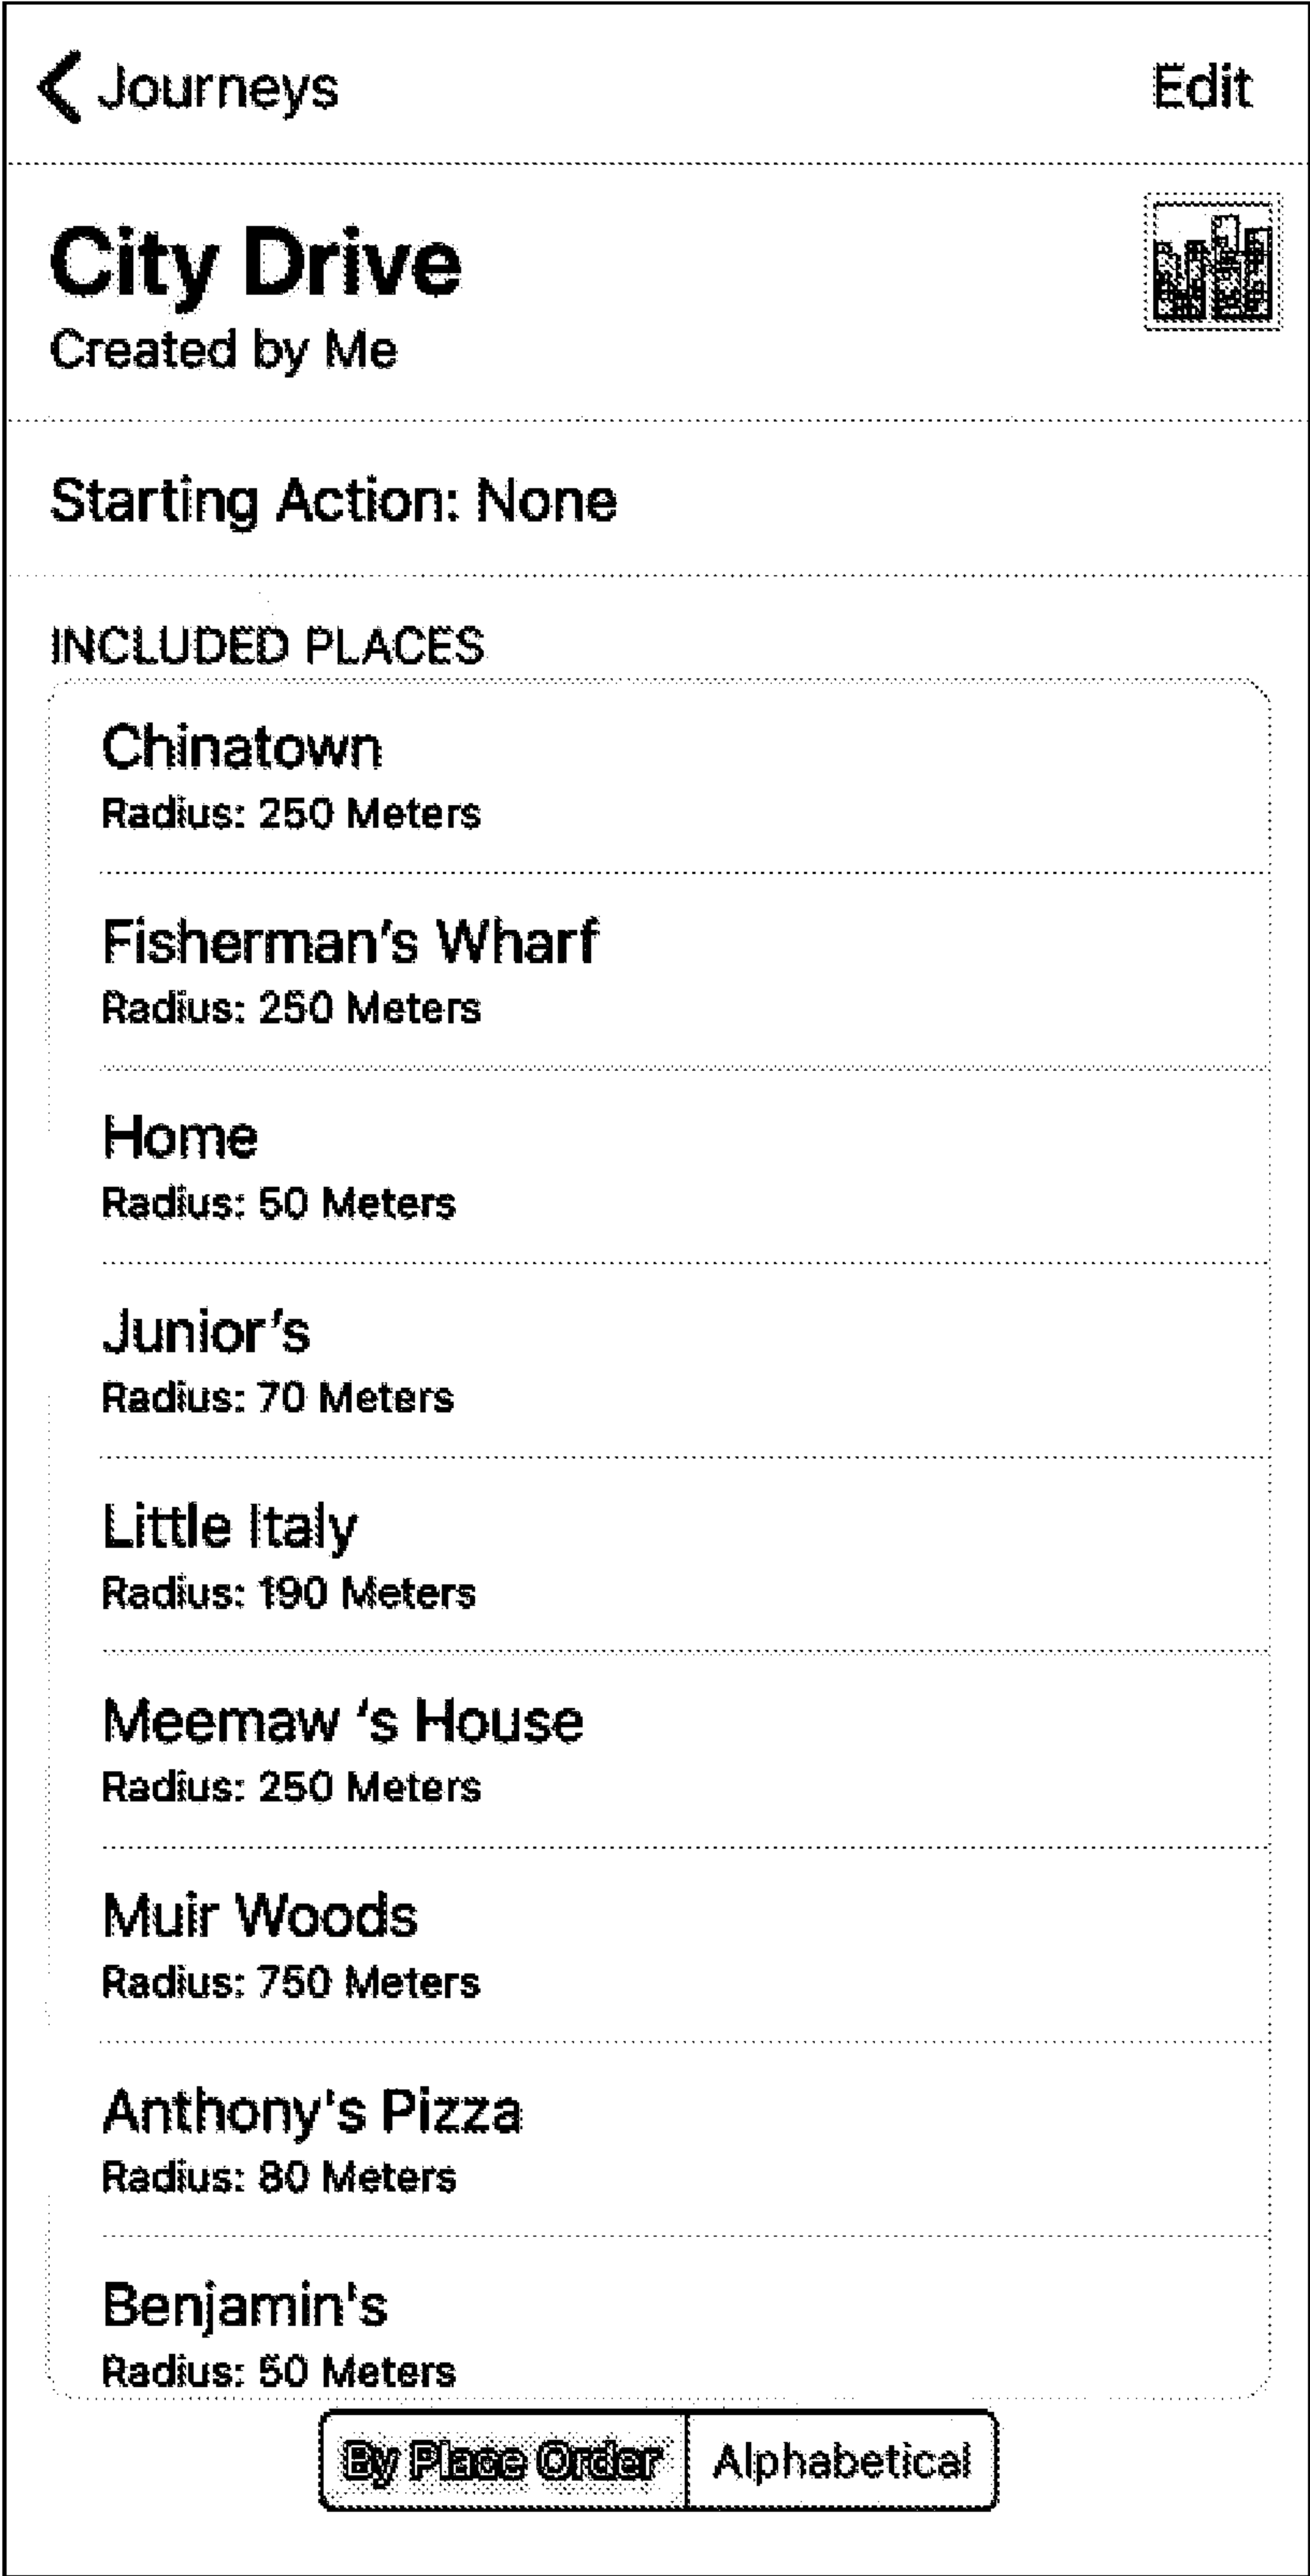 Journeys
Edit
City Drive
Created by Me
Starting Action: None
INCLUDED PLACES
Chinatown
Radius: 250 Meters
Fisherman’s Wharf
Radius: 250 Meters
Home
Radius: 50 Meters
Junior’s
Radius: 70 Meters
Little Italy
Radius: 190 Meters
Meemaw ‘s House
Radius: 250 Meters
Muir Woods
Radius: 750 Meters
Anthony's Pizza
Radius: 80 Meters
Benjamin's
Radius: 50 Meters
By Place Order
Alphabetical